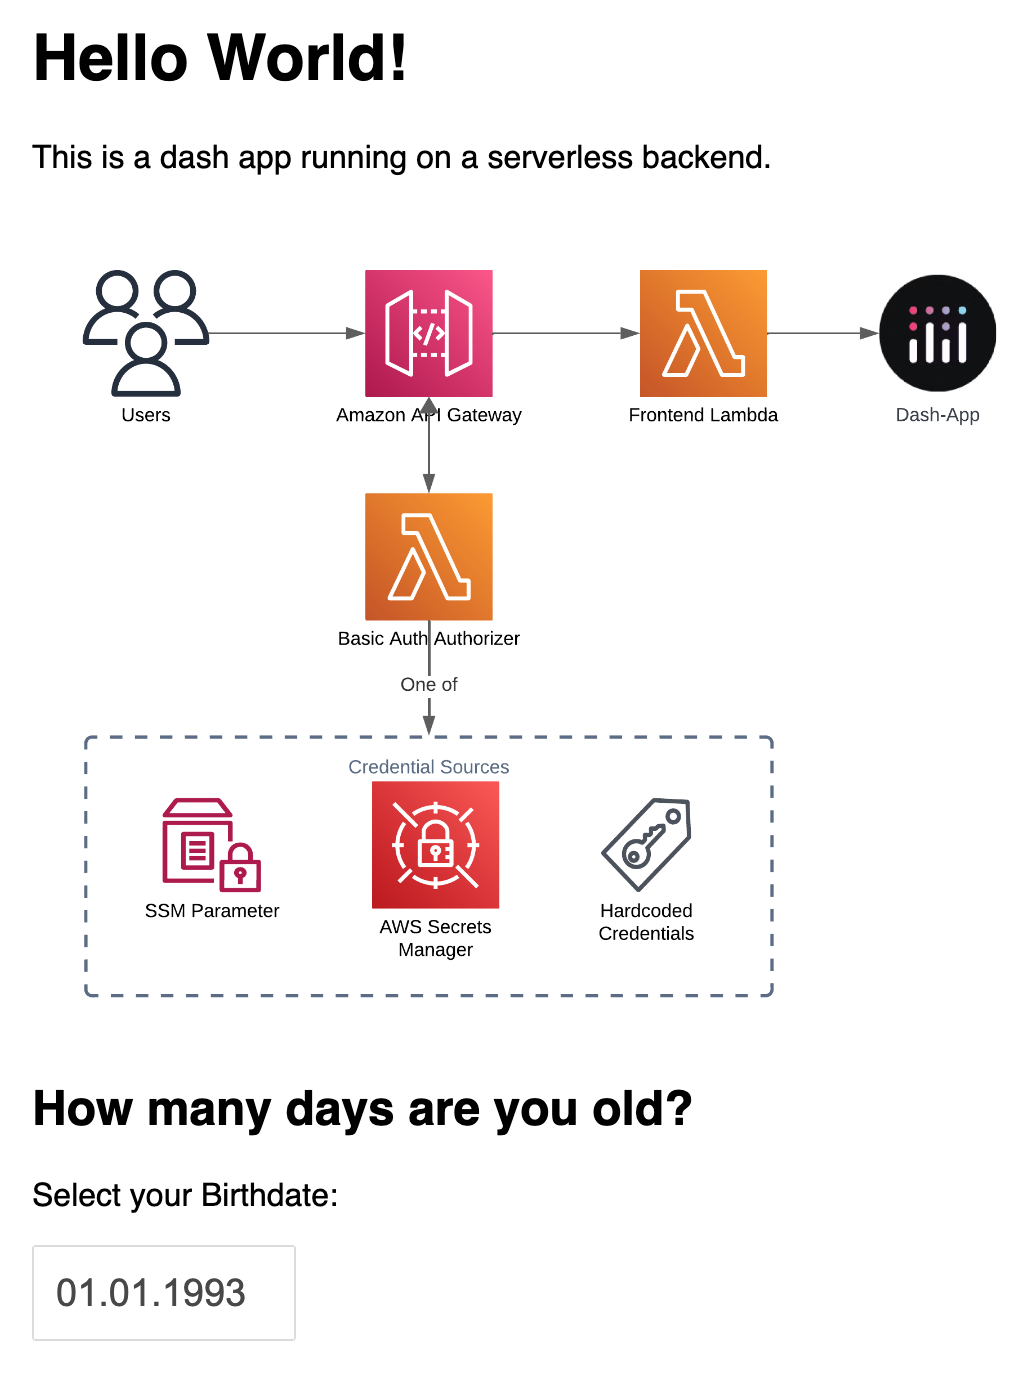 Hello World!
This is a dash app running on a serverless backend.
Users
Amazon API Gateway
Frontend Lambda
Dash-App
Basic Auth Authorizer
One of
Credential Sources
SSM Parameter
AWS Secrets
Manager
Hardcoded
Credentials
How many days are you old?
Select your Birthdate:
01.01.1993